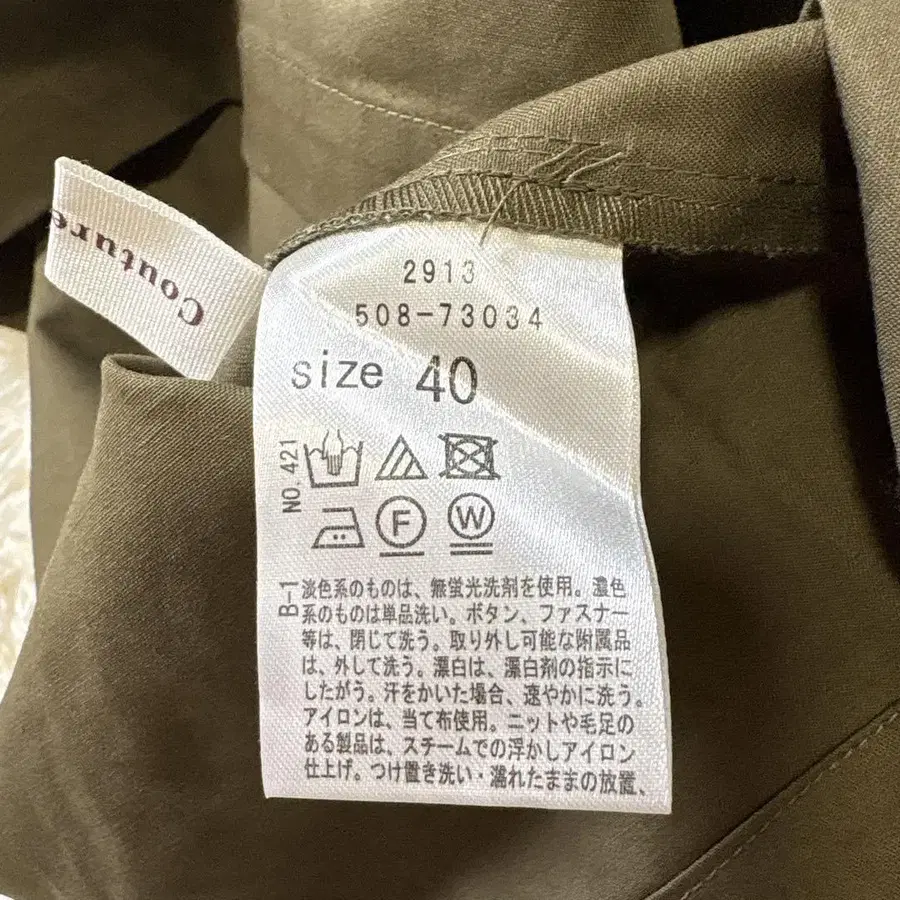 Couture
2913
508-73034
size 40
NO. 421
F W
B-1
淡色系のものは、無蛍光洗剤を使用。濃色
系のものは単品洗い。ボタン、ファスナー
等は、閉じて洗う。取り外し可能な附属品
は、外して洗う。漂白は、漂白剤の指示に
したがう。汗をかいた場合、速やかに洗う。
アイロンは、当て布使用。ニットや毛足の
ある製品は、スチームでの浮かしアイロン
仕上げ。つけ置き洗い・濡れたままの放置、